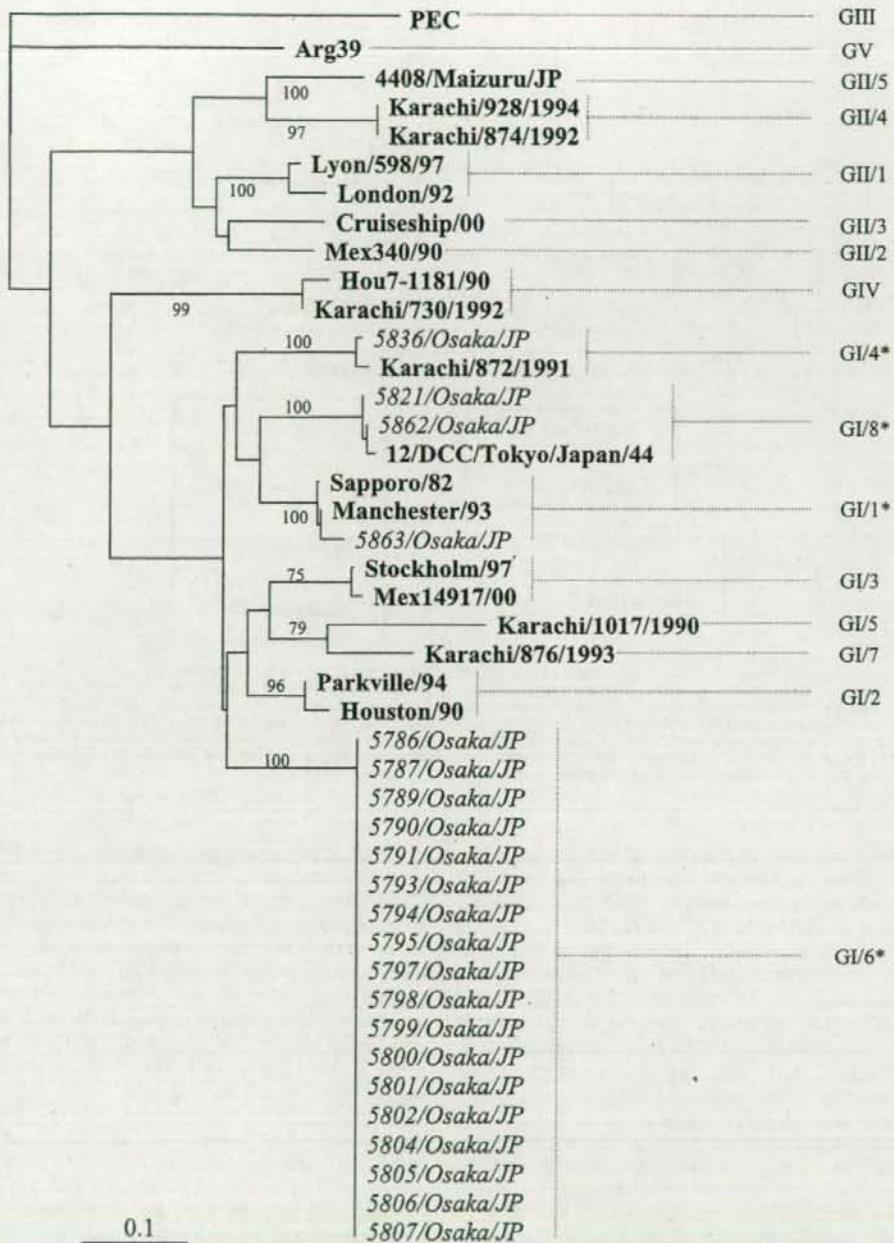 PEC GIII
Arg39 GV
4408/Maizuru/JP GII/5
100
Karachi/928/1994 GII/4
97
Karachi/874/1992
Lyon/598/97 GII/1
100
London/92
Cruiseship/00 GII/3
Mex340/90 GII/2
Hou7-1181/90 GIV
99
Karachi/730/1992
5836/Osaka/JP
100
GI/4*
Karachi/872/1991
5821/Osaka/JP
100
5862/Osaka/JP GI/8*
12/DCC/Tokyo/Japan/44
Sapporo/82
Manchester/93 GI/1*
100
5863/Osaka/JP
Stockholm/97
75
GI/3
Mex14917/00
Karachi/1017/1990 GI/5
79
Karachi/876/1993 GI/7
Parkville/94
96
GI/2
Houston/90
5786/Osaka/JP
100
5787/Osaka/JP
5789/Osaka/JP
5790/Osaka/JP
5791/Osaka/JP
5793/Osaka/JP
5794/Osaka/JP
5795/Osaka/JP
GI/6*
5797/Osaka/JP
5798/Osaka/JP
5799/Osaka/JP
5800/Osaka/JP
5801/Osaka/JP
5802/Osaka/JP
5804/Osaka/JP
5805/Osaka/JP
5806/Osaka/JP
0.1
5807/Osaka/JP